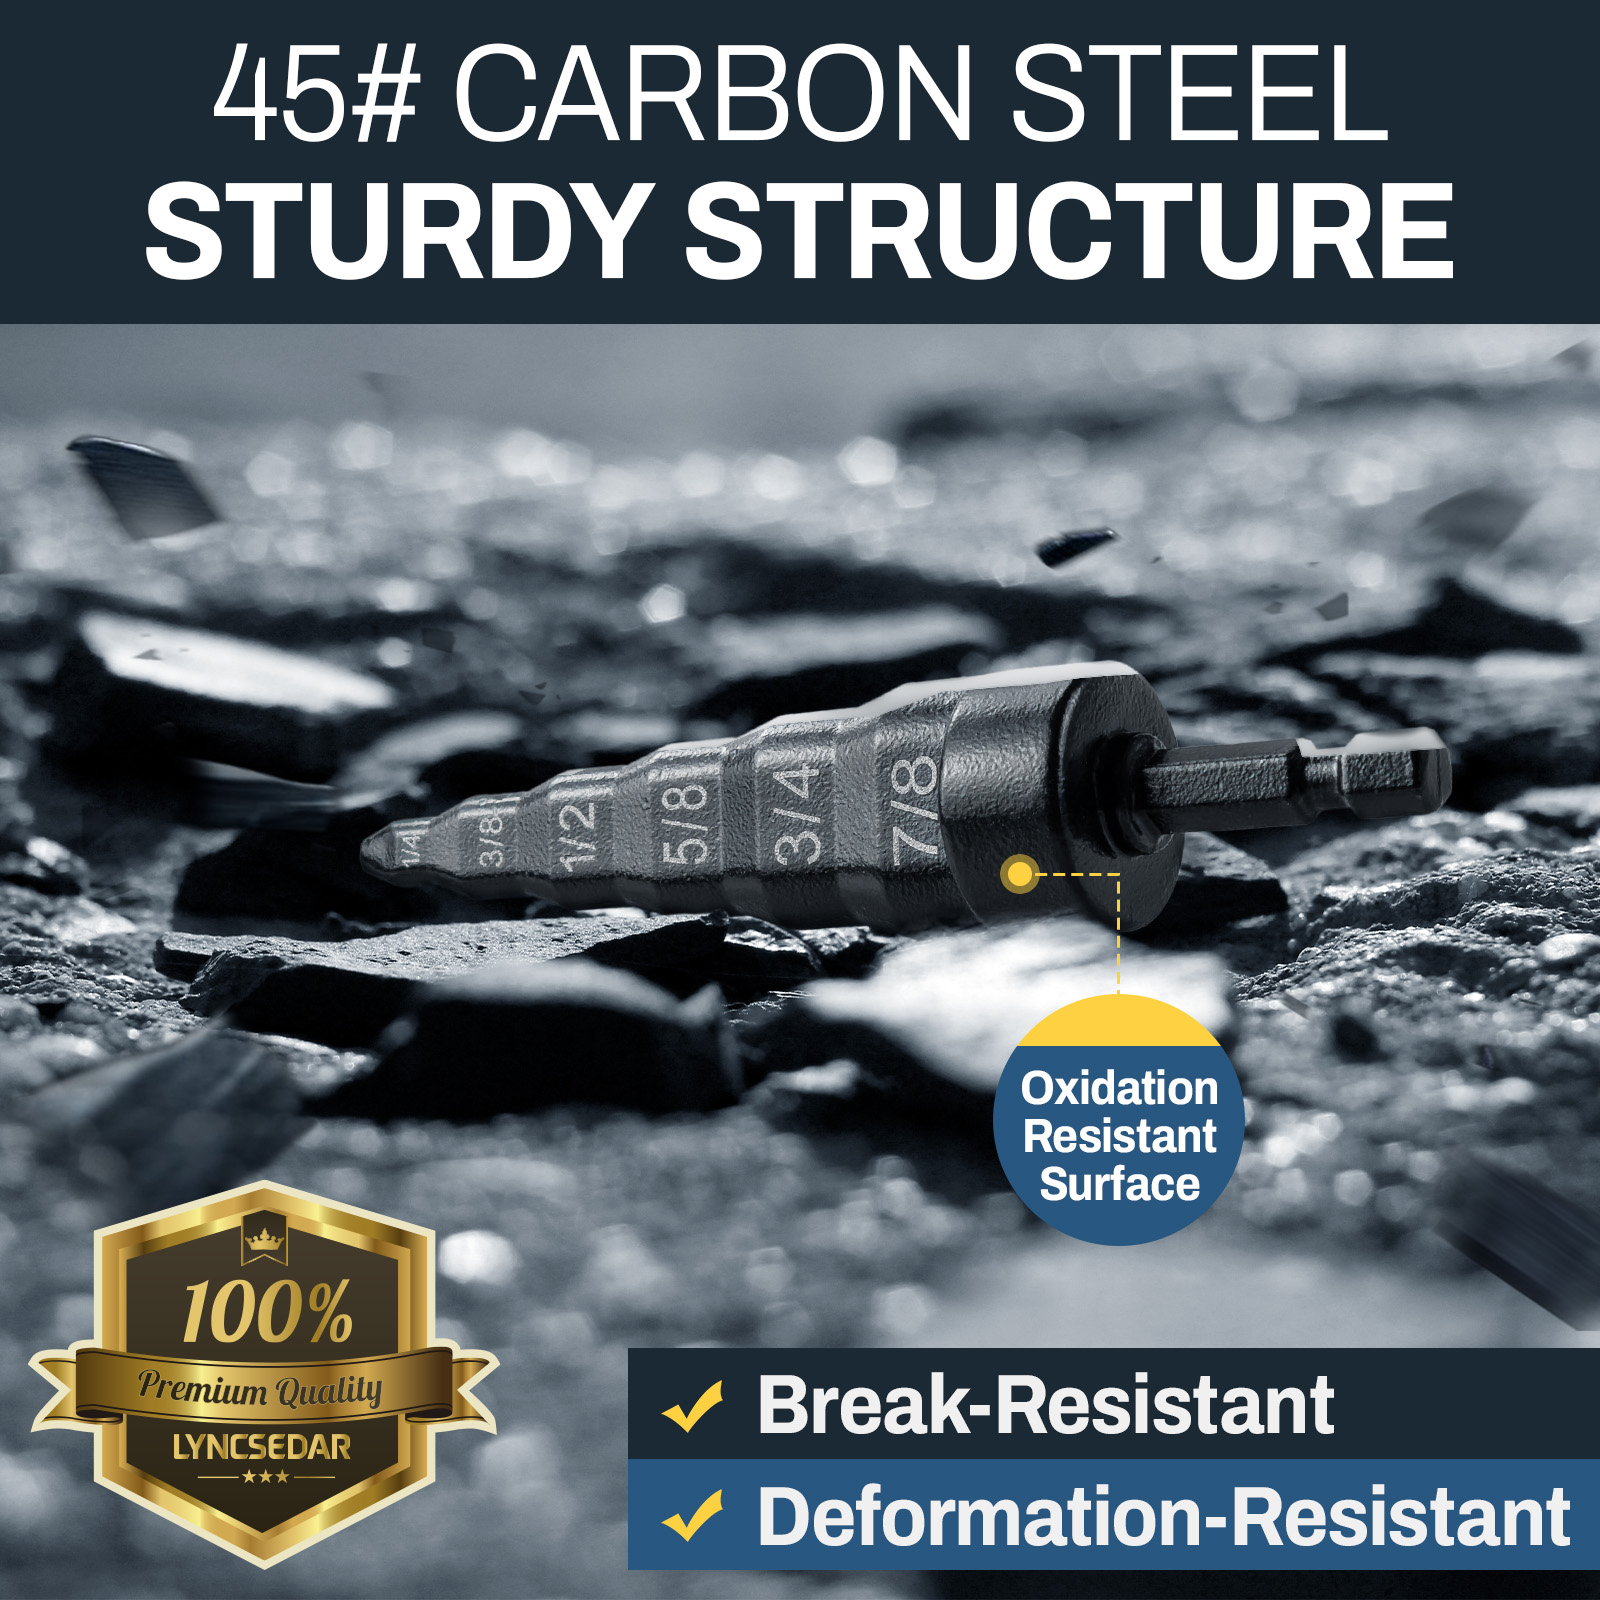 45# CARBON STEEL
STURDY STRUCTURE
1/4
3/8
1/2
5/8
3/4
7/8
Oxidation
Resistant
Surface
100%
Premium Quality
LYNCSEDAR
Break-Resistant
Deformation-Resistant